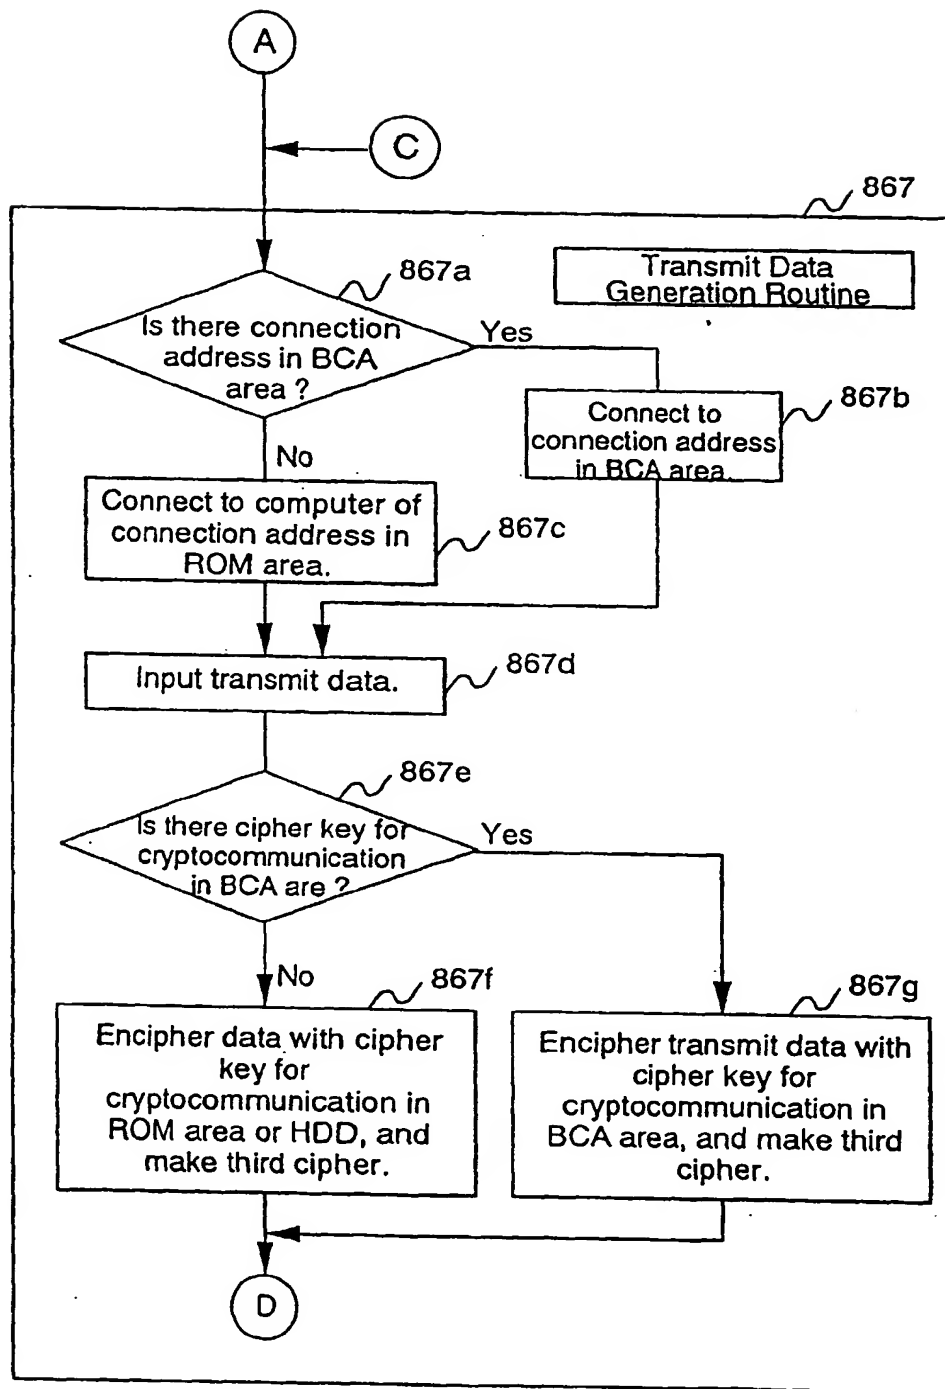 A
C
867
Transmit Data
Generation Routine
867a
Is there connection
address in BCA
area ?
Yes
867b
Connect to
connection address
in BCA area.
No
Connect to computer of
connection address in
ROM area.
867c
Input transmit data.
867d
867e
Is there cipher key for
cryptocommunication
in BCA are ?
Yes
No
867f
Encipher data with cipher
key for
cryptocommunication in
ROM area or HDD, and
make third cipher.
867g
Encipher transmit data with
cipher key for
cryptocommunication in
BCA area, and make third
cipher.
D